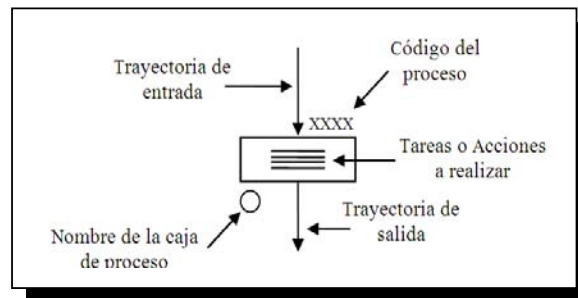 Código del
proceso
Trayectoria de
entrada
XXXX
Tareas o Acciones
a realizar
Trayectoria de
salida
Nombre de la caja
de proceso